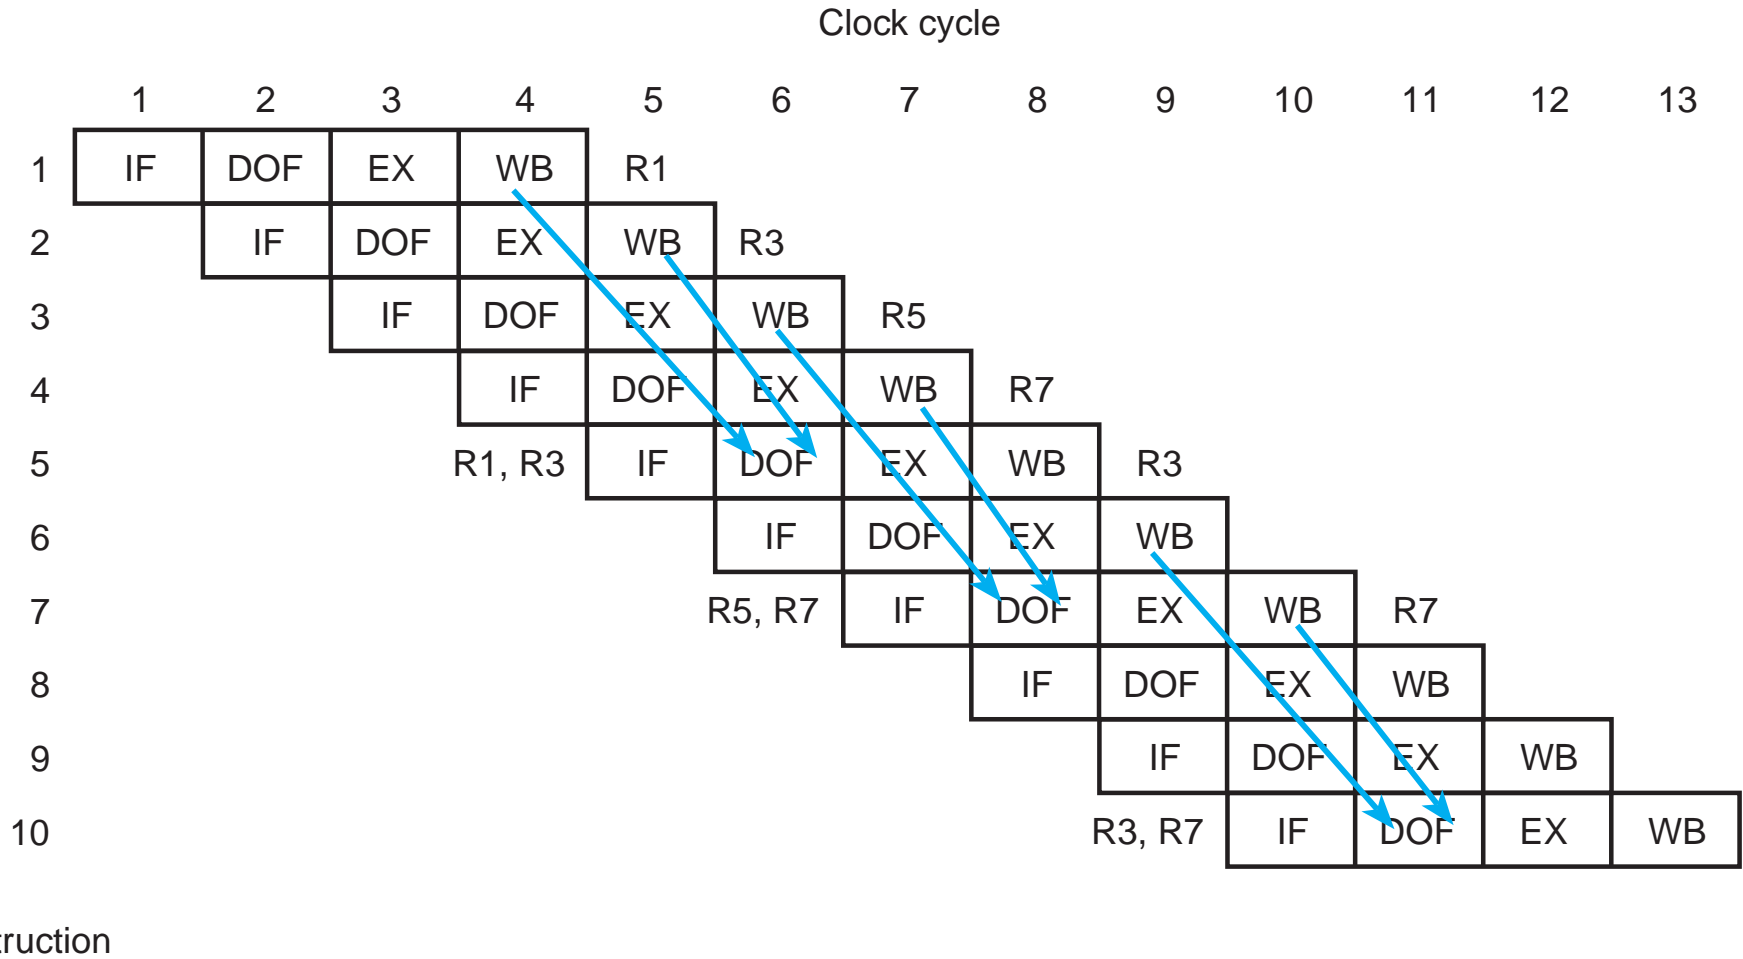 Clock cycle
1 2 3 4 5 6 7 8 9 10 11 12 13
1 IF DOF EX WB R1
2 IF DOF EX WB R3
3 IF DOF EX WB R5
4 IF DOF EX WB R7
5 R1, R3 IF DOF EX WB R3
6 IF DOF EX WB
7 R5, R7 IF DOF EX WB R7
8 IF DOF EX WB
9 IF DOF EX WB
10 R3, R7 IF DOF EX WB
truction